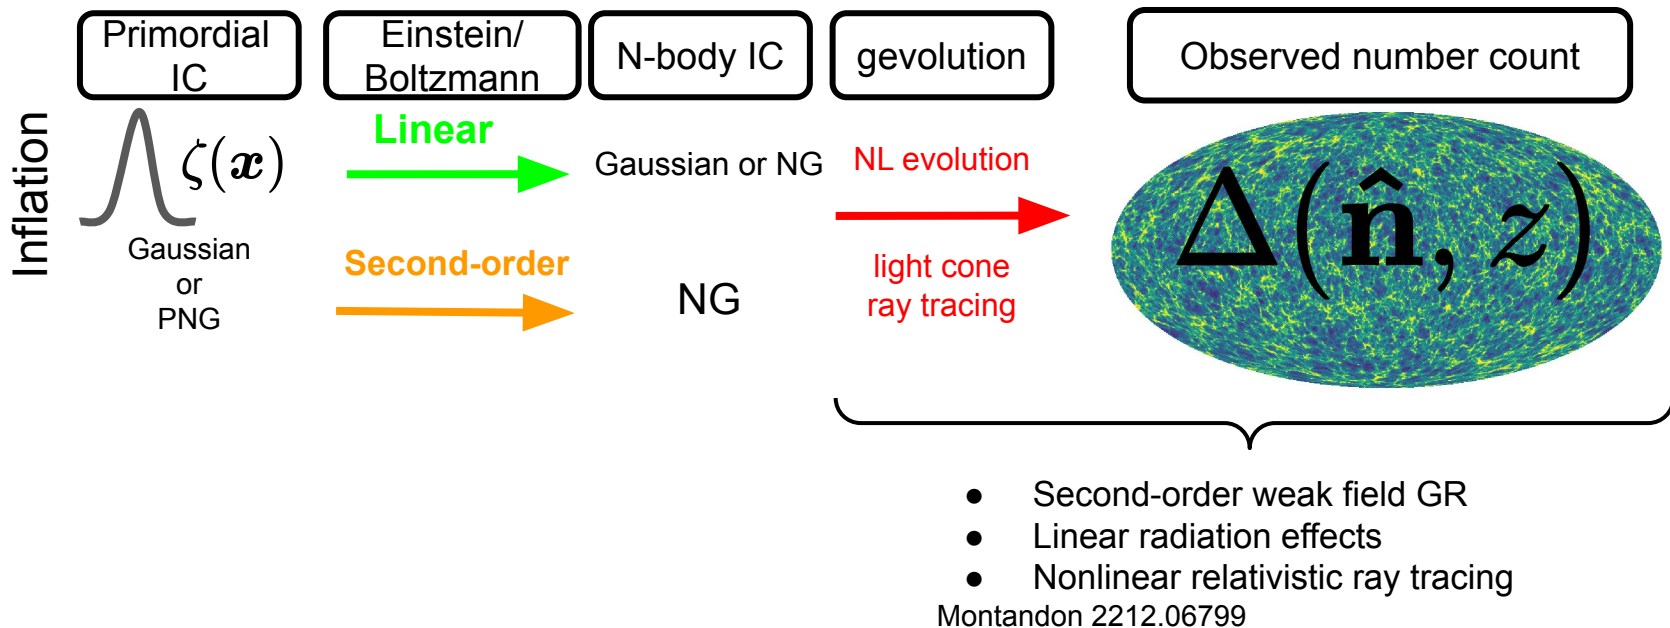 Primordial
IC
Einstein/
Boltzmann
N-body IC
gevolution
Observed number count
Inflation
ζ(x)
Gaussian
or
PNG
Linear
Second-order
Gaussian or NG
NG
NL evolution
light cone
ray tracing
Δ(n̂, z)
● Second-order weak field GR
● Linear radiation effects
● Nonlinear relativistic ray tracing
Montandon 2212.06799